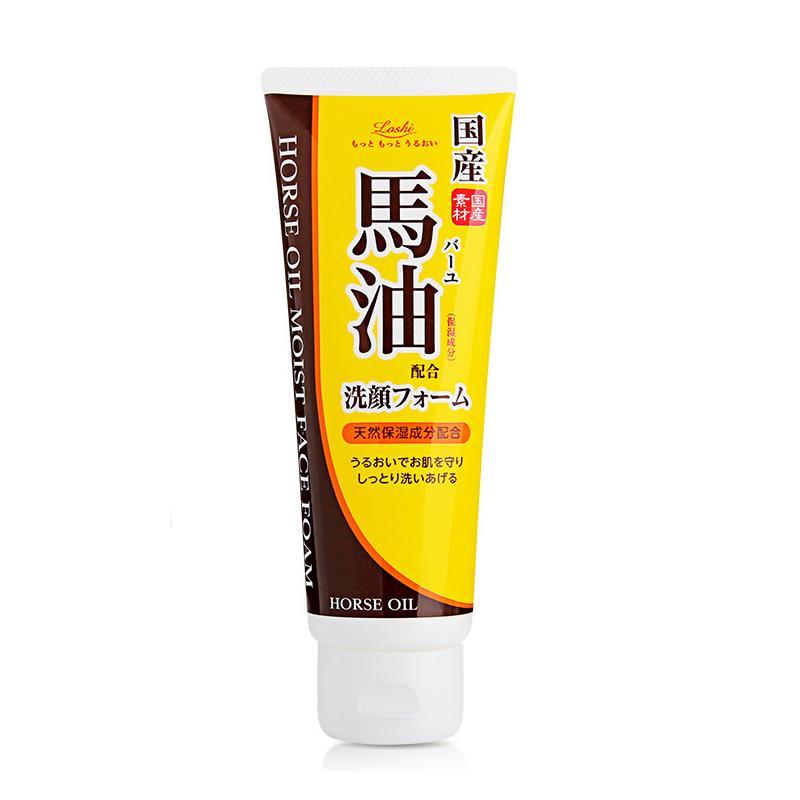 HORSE OIL MOIST FACE FOAM
Loshi
もっと もっと うるおい
国産
国産
素材
馬油
バーユ
(保湿成分)
配合
洗顔フォーム
天然保湿成分配合
うるおいでお肌を守り
しっとり洗いあげる
HORSE OIL